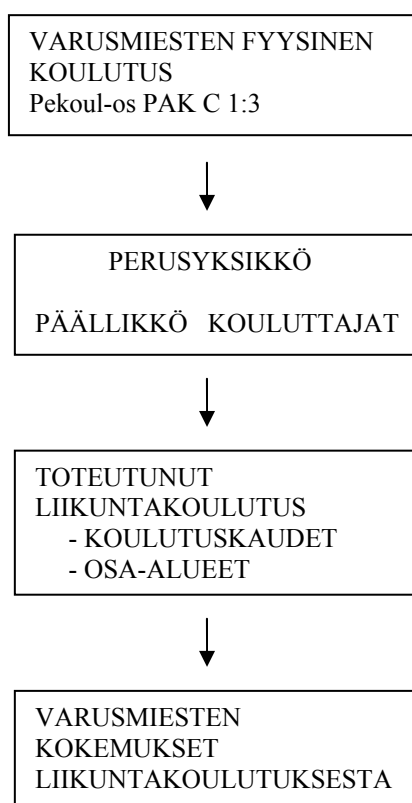 VARUSMIESTEN FYYSINEN
KOULUTUS
Pekoul-os PAK C 1:3
PERUSYKSIKKÖ
PÄÄLLIKKÖ KOULUTTAJAT
TOTEUTUNUT
LIIKUNTAKOULUTUS
- KOULUTUSKAUDET
- OSA-ALUEET
VARUSMIESTEN
KOKEMUKSET
LIIKUNTAKOULUTUKSESTA